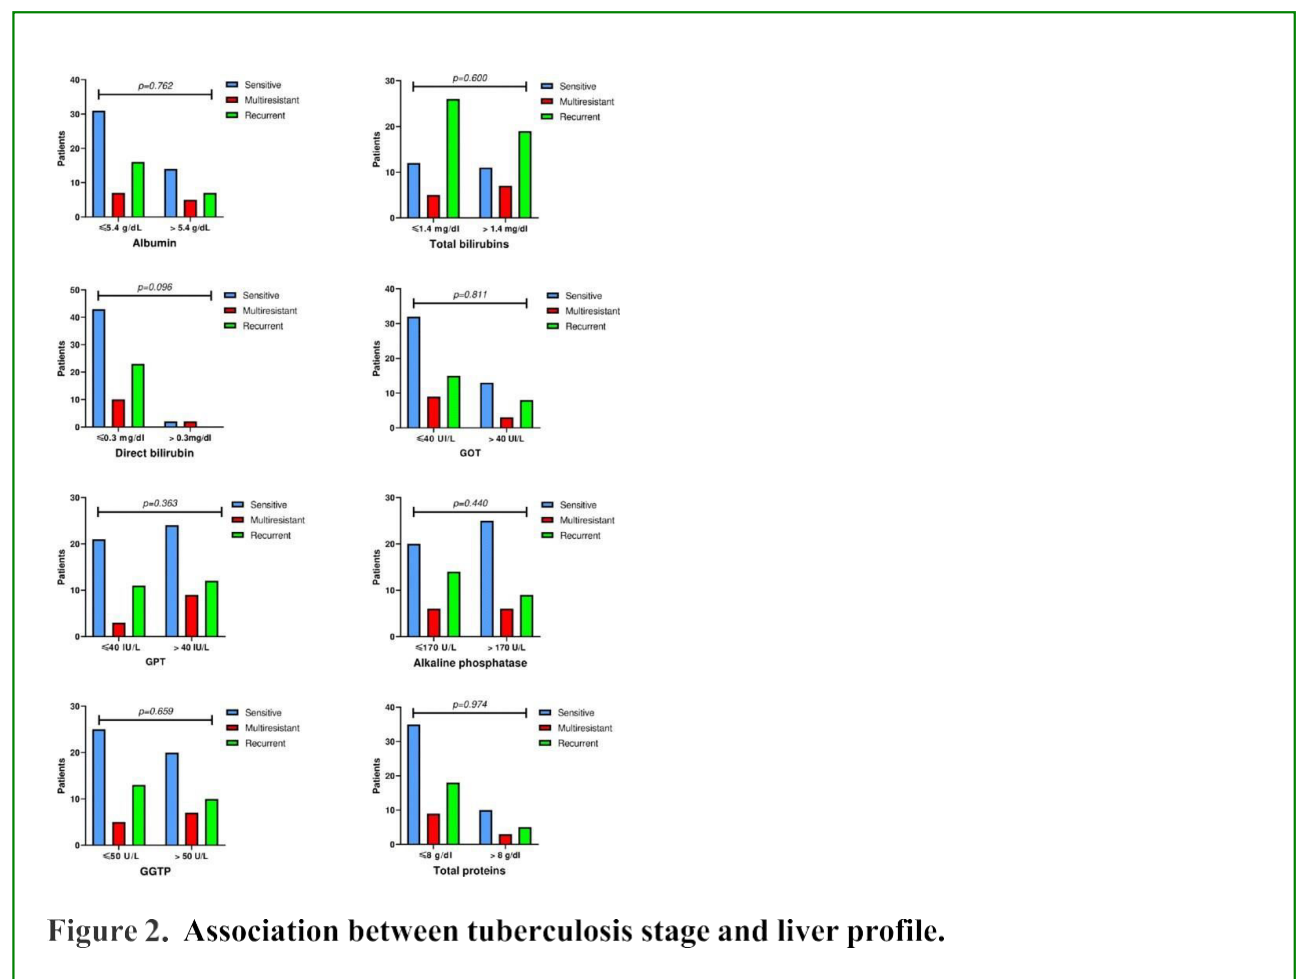 40
30
20
10
0
Patients
p=0.762
Sensitive
Multiresistant
Recurrent
≤5.4 g/dL > 5.4 g/dL
Albumin
30
20
10
0
Patients
p=0.600
Sensitive
Multiresistant
Recurrent
≤1.4 mg/dl > 1.4 mg/dl
Total bilirubins
50
40
30
20
10
0
Patients
p=0.096
Sensitive
Multiresistant
Recurrent
≤0.3 mg/dl > 0.3mg/dl
Direct bilirubin
40
30
20
10
0
Patients
p=0.811
Sensitive
Multiresistant
Recurrent
≤40 UI/L > 40 UI/L
GOT
30
20
10
0
Patients
p=0.363
Sensitive
Multiresistant
Recurrent
≤40 IU/L > 40 IU/L
GPT
30
20
10
0
Patients
p=0.440
Sensitive
Multiresistant
Recurrent
≤170 U/L > 170 U/L
Alkaline phosphatase
30
20
10
0
Patients
p=0.659
Sensitive
Multiresistant
Recurrent
≤50 U/L > 50 U/L
GGTP
40
30
20
10
0
Patients
p=0.974
Sensitive
Multiresistant
Recurrent
≤8 g/dl > 8 g/dl
Total proteins
Figure 2. Association between tuberculosis stage and liver profile.